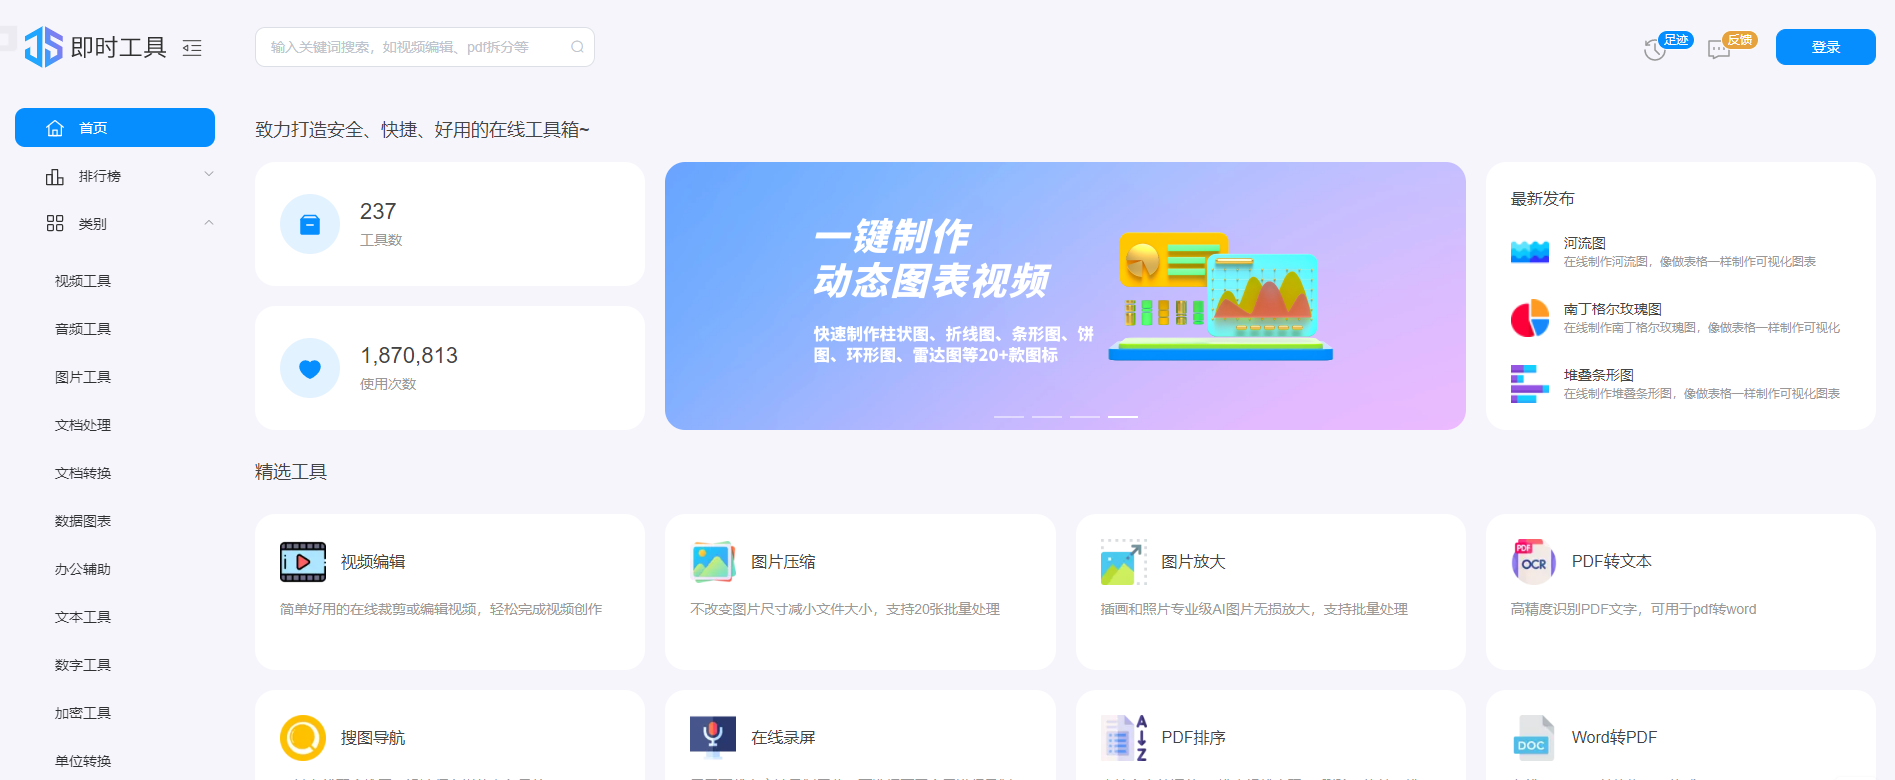 即时工具
输入关键词搜索，如视频编辑、pdf拆分等
足迹
反馈
登录
首页
排行榜
类别
视频工具
音频工具
图片工具
文档处理
文档转换
数据图表
办公辅助
文本工具
数字工具
加密工具
单位转换
致力打造安全、快捷、好用的在线工具箱~
237
工具数
1,870,813
使用次数
一键制作
动态图表视频
快速制作柱状图、折线图、条形图、饼
图、环形图、雷达图等20+款图标
最新发布
河流图
在线制作河流图，像做表格一样制作可视化图表
南丁格尔玫瑰图
在线制作南丁格尔玫瑰图，像做表格一样制作可视化
堆叠条形图
在线制作堆叠条形图，像做表格一样制作可视化图表
精选工具
视频编辑
简单好用的在线裁剪或编辑视频，轻松完成视频创作
图片压缩
不改变图片尺寸减小文件大小，支持20张批量处理
图片放大
插画和照片专业级AI图片无损放大，支持批量处理
PDF
OCR
PDF转文本
高精度识别PDF文字，可用于pdf转word
搜图导航
在线录屏
A
Z
PDF排序
DOC
Word转PDF